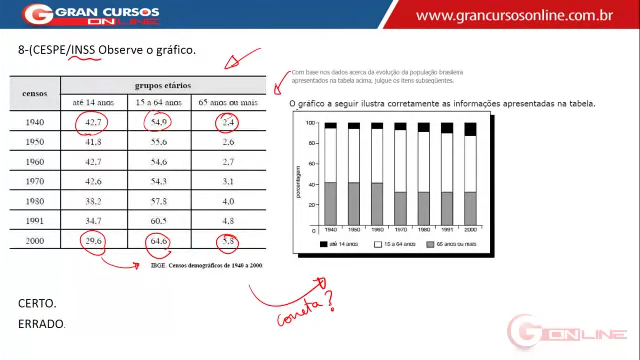 GRAN CURSOS
ONLINE
www.grancursosonline.com.br
8-(CESPE/INSS Observe o gráfico.
Com base nos dados acerca da evolução da população brasileira
apresentados na tabela acima, julgue os itens subseqüentes.
O gráfico a seguir ilustra corretamente as informações apresentadas na tabela.
censos grupos etários
até 14 anos 15 a 64 anos 65 anos ou mais
1940 42,7 54,9 2,4
1950 41,8 55,6 2,6
1960 42,7 54,6 2,7
1970 42,6 54,3 3,1
1980 38,2 57,8 4,0
1991 34,7 60,5 4,8
2000 29,6 64,6 5,8
IBGE. Censos demográficos de 1940 a 2000.
porcentagem
100
80
60
40
20
0
1940 1950 1960 1970 1980 1991 2000
até 14 anos 15 a 64 anos 65 anos ou mais
correta?
CERTO.
ERRADO.
G ONLINE